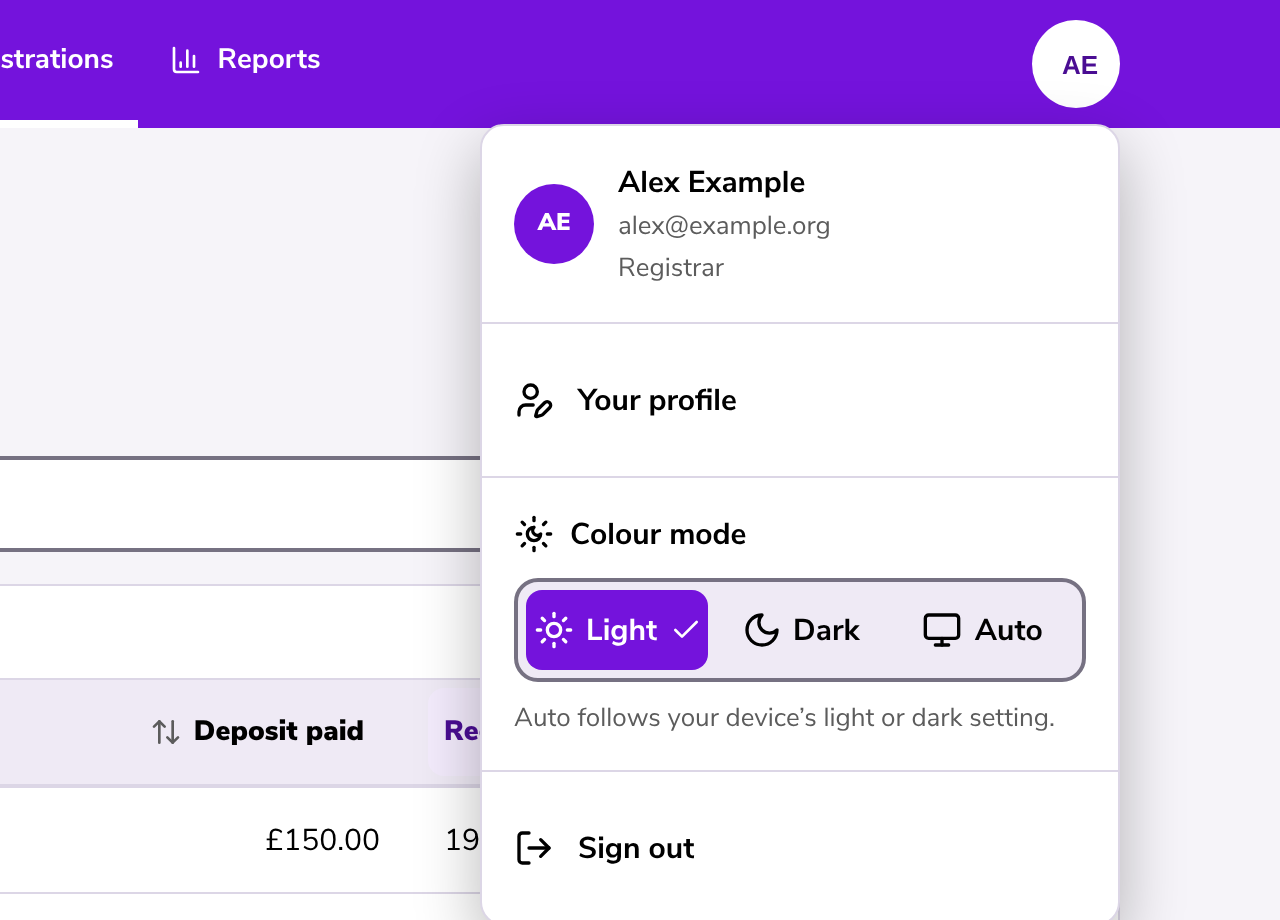 strations
Reports
AE
Alex Example
AE
alex@example.org
Registrar
Your profile
Colour mode
Light
Dark
Auto
Auto follows your device’s light or dark setting.
Deposit paid
Re
£150.00
19
Sign out